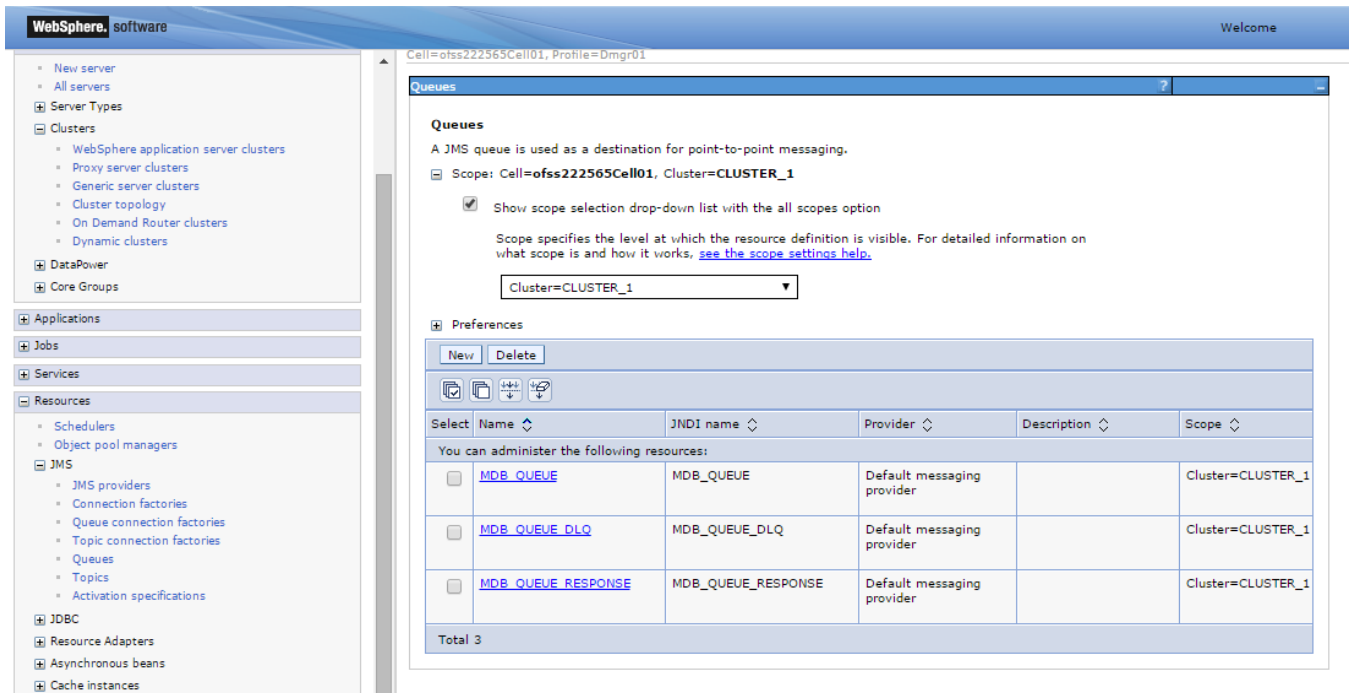 WebSphere. software
Welcome
New server
All servers
Server Types
Clusters
WebSphere application server clusters
Proxy server clusters
Generic server clusters
Cluster topology
On Demand Router clusters
Dynamic clusters
DataPower
Core Groups
Applications
Jobs
Services
Resources
Schedulers
Object pool managers
JMS
JMS providers
Connection factories
Queue connection factories
Topic connection factories
Queues
Topics
Activation specifications
JDBC
Resource Adapters
Asynchronous beans
Cache instances
Cell=ofss222565Cell01, Profile=Dmgr01
Queues ? -
Queues
A JMS queue is used as a destination for point-to-point messaging.
Scope: Cell=ofss222565Cell01, Cluster=CLUSTER_1
Show scope selection drop-down list with the all scopes option
Scope specifies the level at which the resource definition is visible. For detailed information on
what scope is and how it works, see the scope settings help.
Cluster=CLUSTER_1
Preferences
New Delete
Select Name JNDI name Provider Description Scope
You can administer the following resources:
MDB_QUEUE MDB_QUEUE Default messaging provider Cluster=CLUSTER_1
MDB_QUEUE_DLQ MDB_QUEUE_DLQ Default messaging provider Cluster=CLUSTER_1
MDB_QUEUE_RESPONSE MDB_QUEUE_RESPONSE Default messaging provider Cluster=CLUSTER_1
Total 3